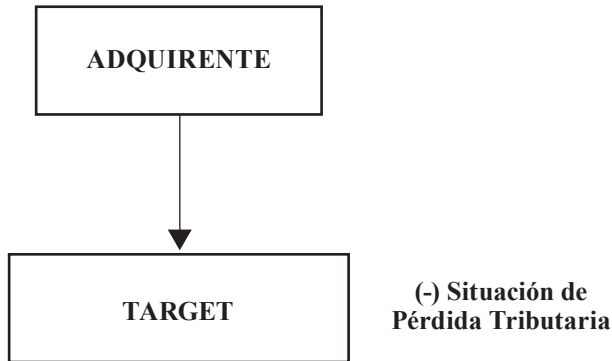 ADQUIRENTE
TARGET
(-) Situación de
Pérdida Tributaria